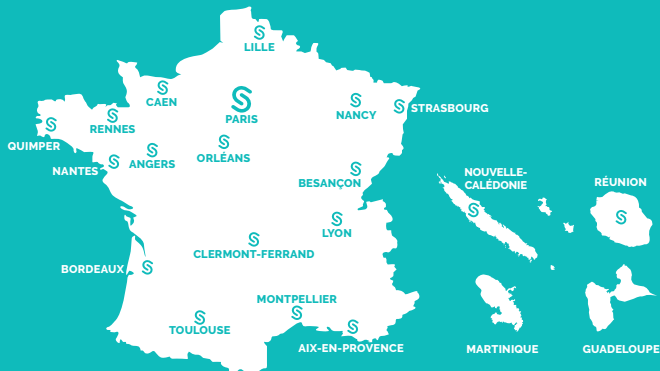 LILLE
CAEN
PARIS
NANCY
STRASBOURG
RENNES
QUIMPER
NANTES
ANGERS
ORLÉANS
BESANÇON
NOUVELLE-
CALÉDONIE
RÉUNION
LYON
CLERMONT-FERRAND
BORDEAUX
MONTPELLIER
TOULOUSE
AIX-EN-PROVENCE
MARTINIQUE
GUADELOUPE